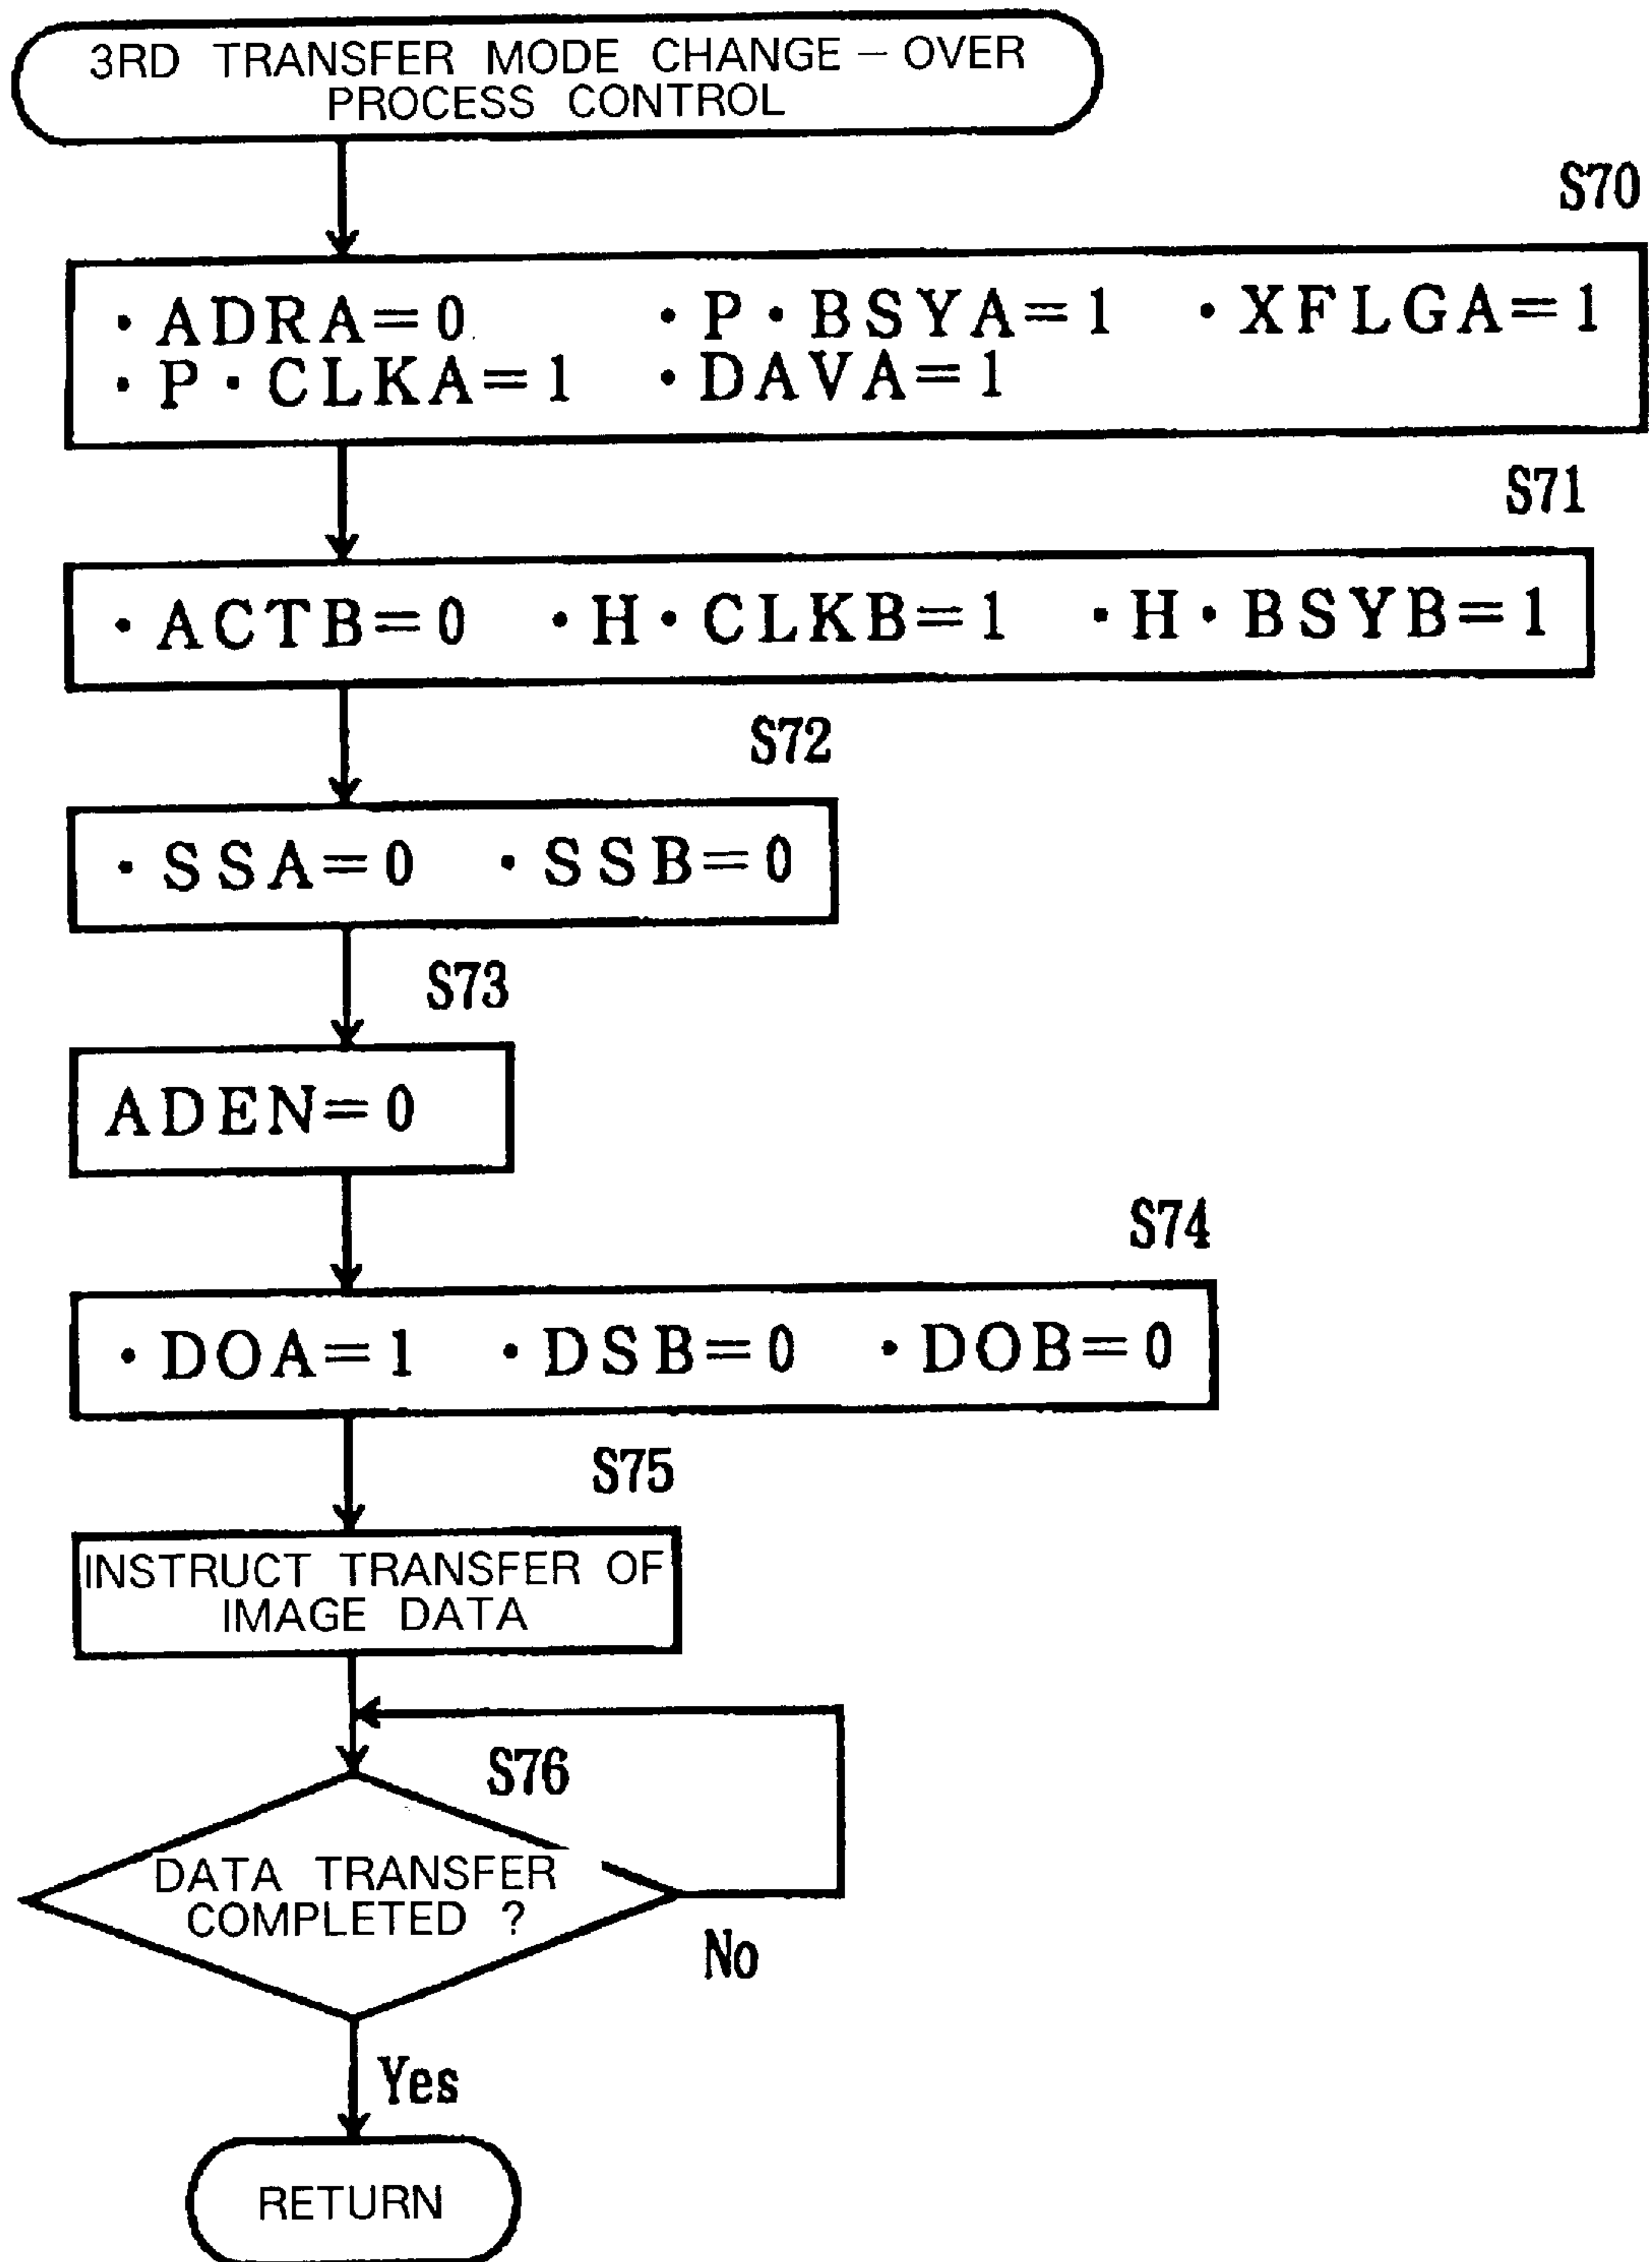 3RD TRANSFER MODE CHANGE – OVER
PROCESS CONTROL
S70
・ADRA=0 ・P・BSYA=1 ・XFLGA=1
・P・CLKA=1 ・DAVA=1
S71
・ACTB=0 ・H・CLKB=1 ・H・BSYB=1
S72
・SSA=0 ・SSB=0
S73
ADEN=0
S74
・DOA=1 ・DSB=0 ・DOB=0
S75
INSTRUCT TRANSFER OF
IMAGE DATA
S76
DATA TRANSFER
COMPLETED ?
No
Yes
RETURN